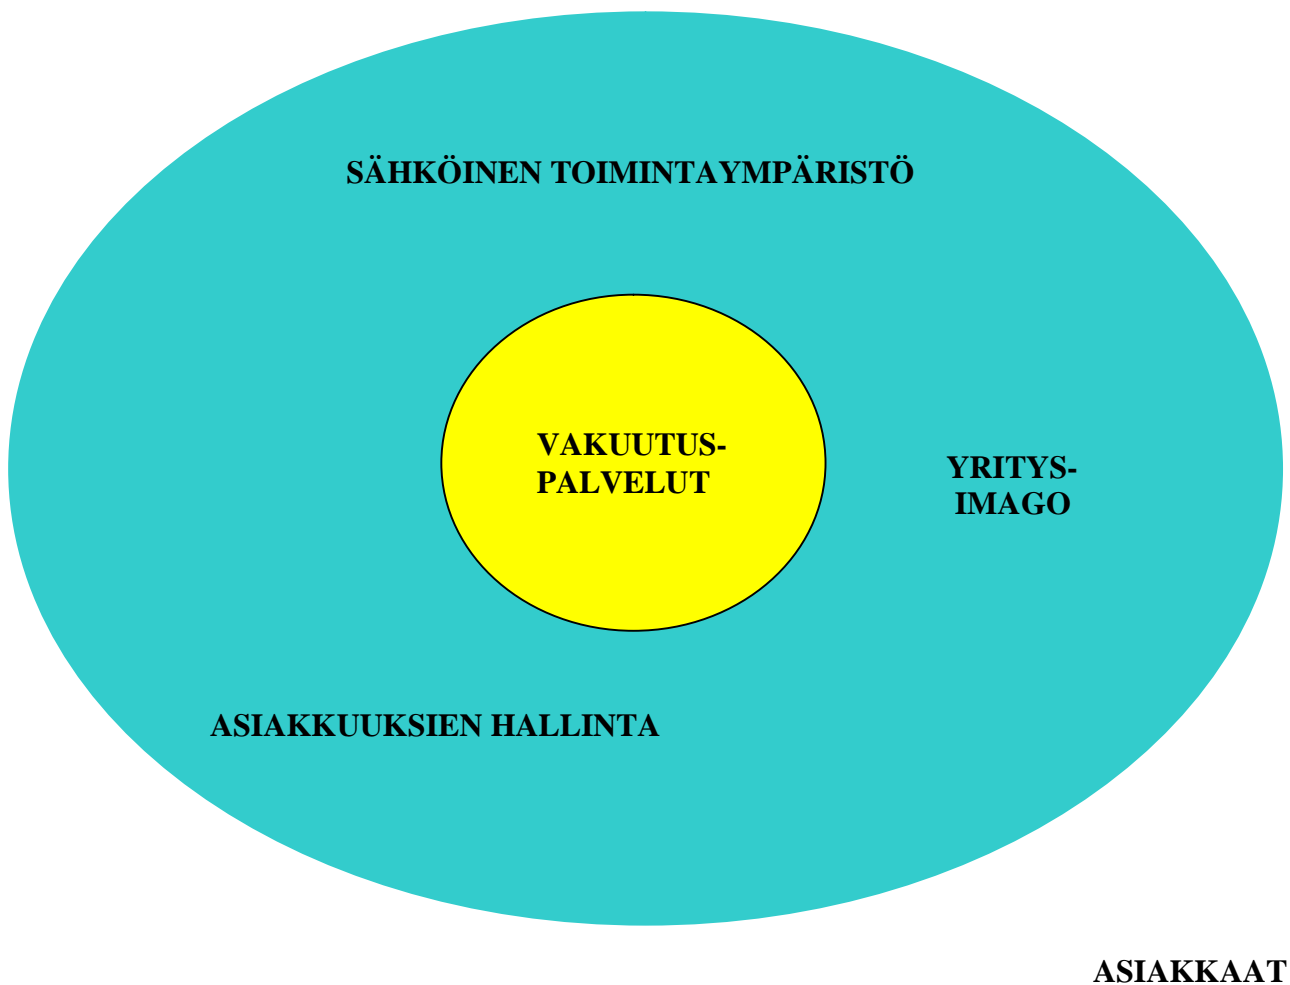 SÄHKÖINEN TOIMINTAYMPÄRISTÖ
VAKUUTUS-
PALVELUT
YRITYS-
IMAGO
ASIAKKUUKSIEN HALLINTA
ASIAKKAAT